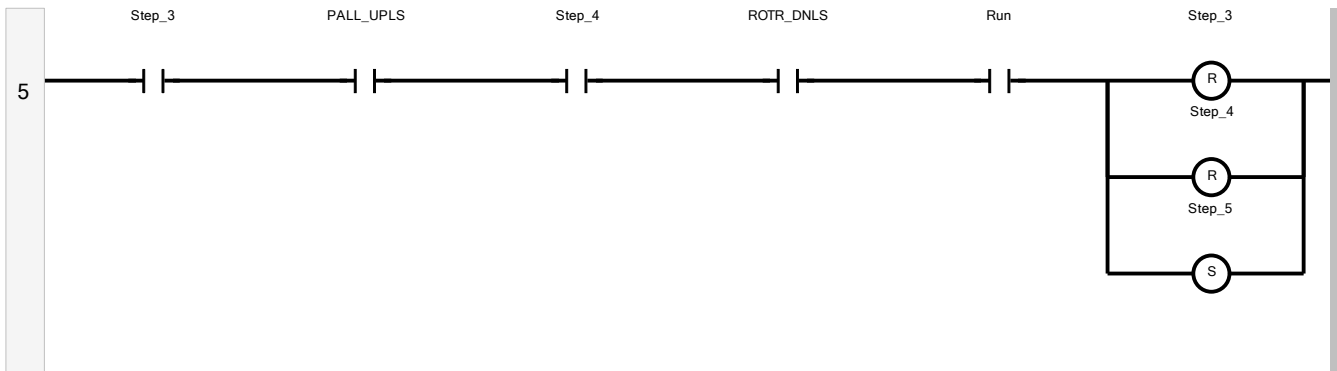 Step_3 PALL_UPLS Step_4 ROTR_DNLS Run Step_3
5
R
Step_4
R
Step_5
S